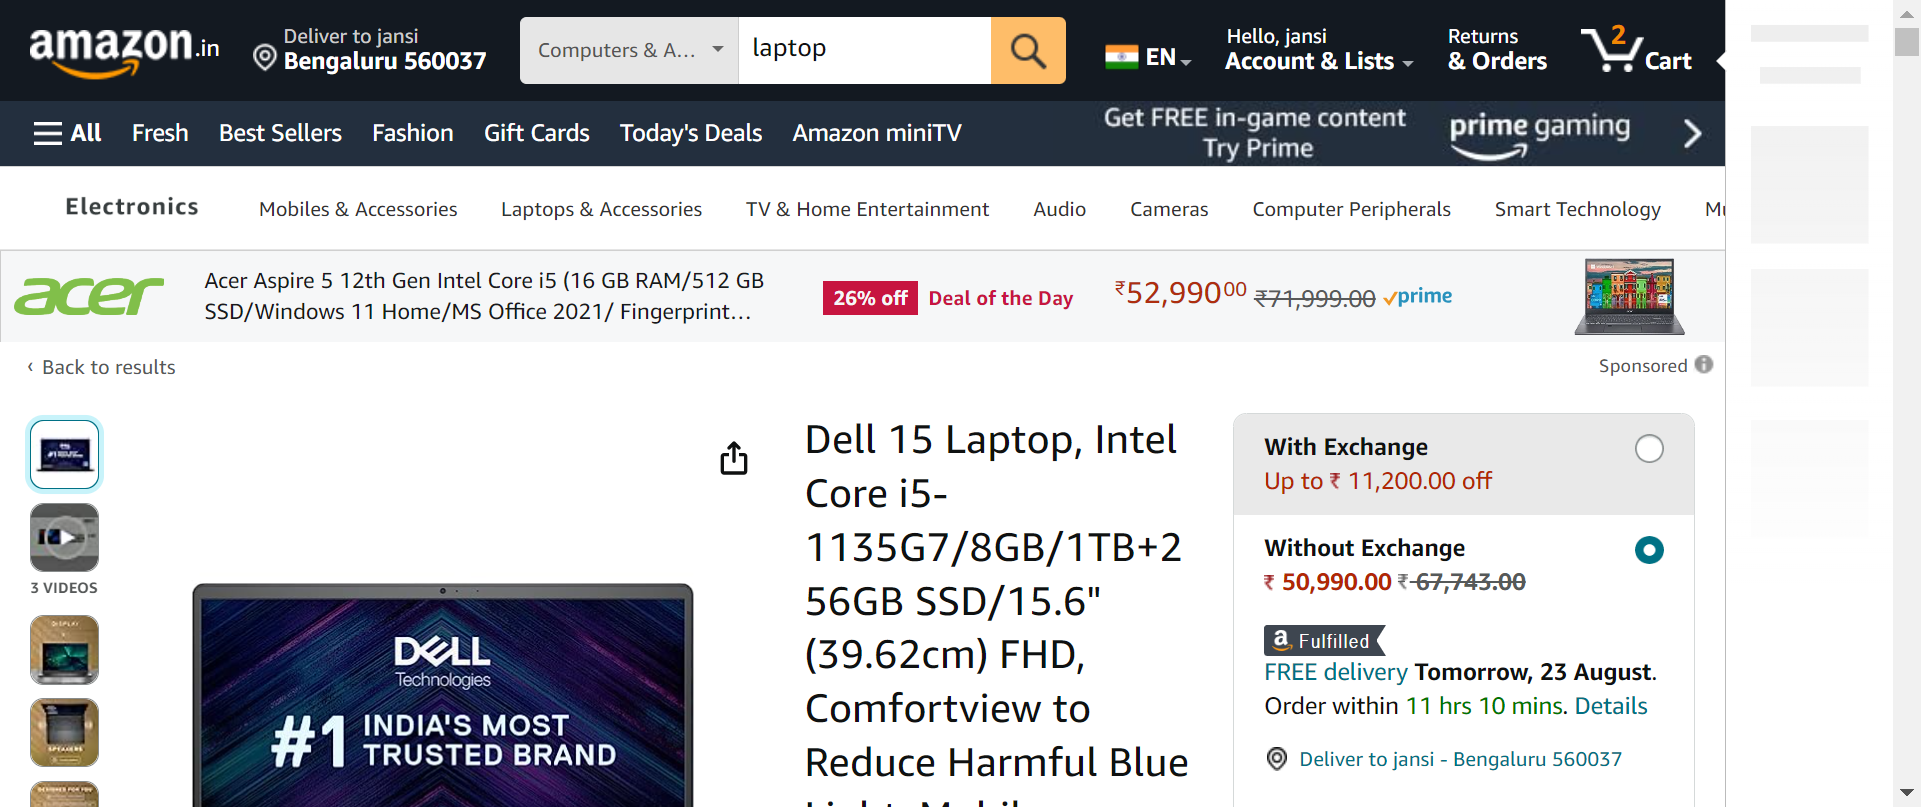 amazon.in
Deliver to jansi
Bengaluru 560037
Computers & A...
laptop
EN
Hello, jansi
Account & Lists
Returns
& Orders
2
Cart
All
Fresh
Best Sellers
Fashion
Gift Cards
Today's Deals
Amazon miniTV
Get FREE in-game content
Try Prime
prime gaming
Electronics
Mobiles & Accessories
Laptops & Accessories
TV & Home Entertainment
Audio
Cameras
Computer Peripherals
Smart Technology
acer
Acer Aspire 5 12th Gen Intel Core i5 (16 GB RAM/512 GB
SSD/Windows 11 Home/MS Office 2021/ Fingerprint...
26% off
Deal of the Day
₹52,99000
₹71,999.00
prime
‹ Back to results
Sponsored
3 VIDEOS
DISPLAY
SPEAKERS
DESIGNED FOR YOU
DELL
Technologies
#1 INDIA'S MOST
TRUSTED BRAND
Dell 15 Laptop, Intel
Core i5-
1135G7/8GB/1TB+2
56GB SSD/15.6"
(39.62cm) FHD,
Comfortview to
Reduce Harmful Blue
With Exchange
Up to ₹ 11,200.00 off
Without Exchange
₹ 50,990.00 ₹ 67,743.00
a Fulfilled
FREE delivery Tomorrow, 23 August.
Order within 11 hrs 10 mins. Details
Deliver to jansi - Bengaluru 560037